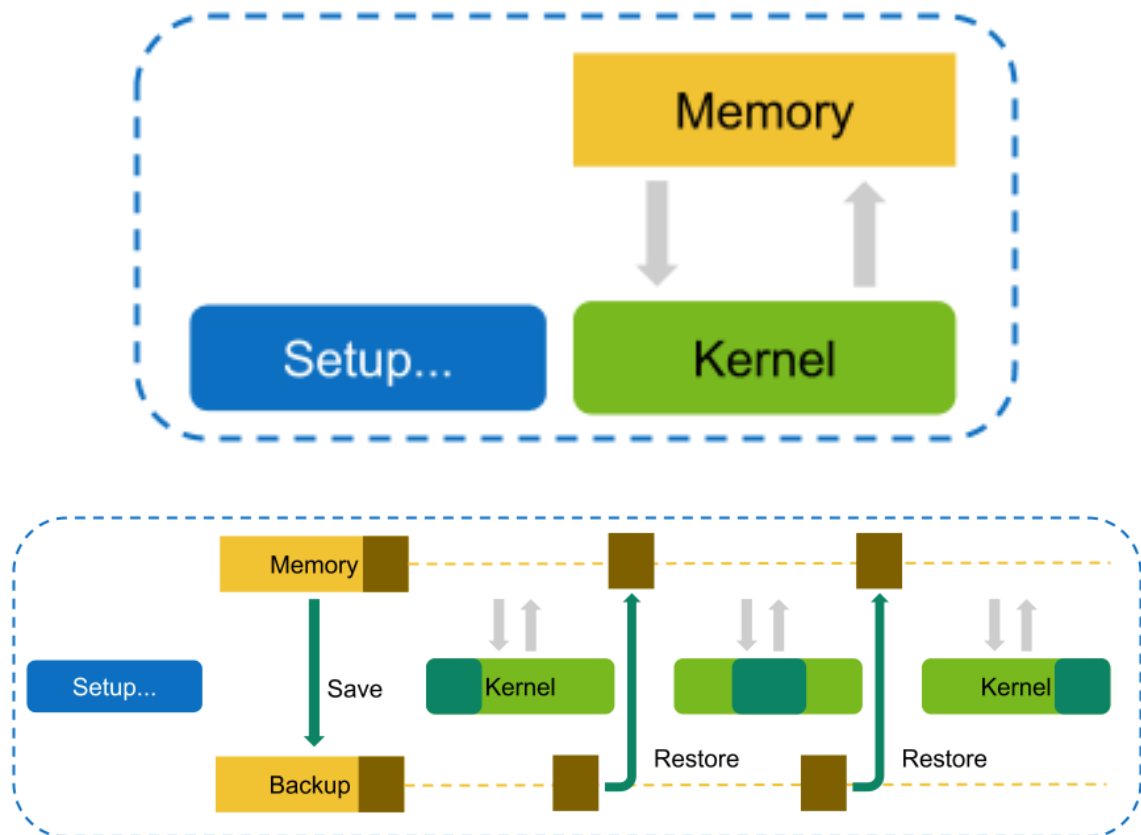 Memory
Setup...
Kernel
Memory
Setup...
Save
Kernel
Kernel
Restore
Restore
Backup